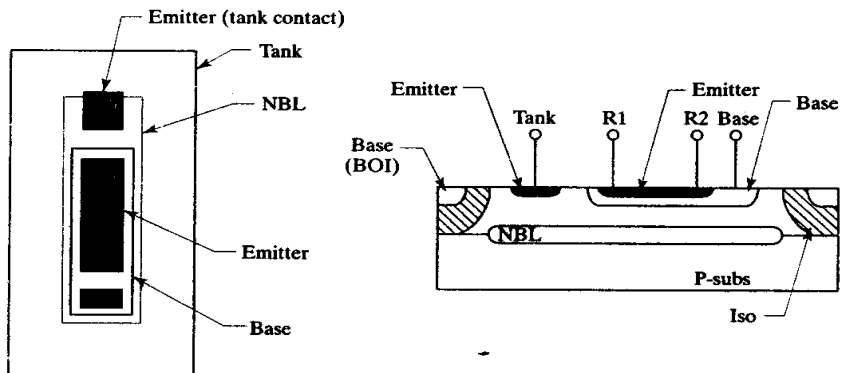 Emitter (tank contact)
Tank
NBL
Emitter
Base
Emitter
Emitter
Base
Tank
R1
R2
Base
Base
(BOI)
NBL
P-subs
Iso